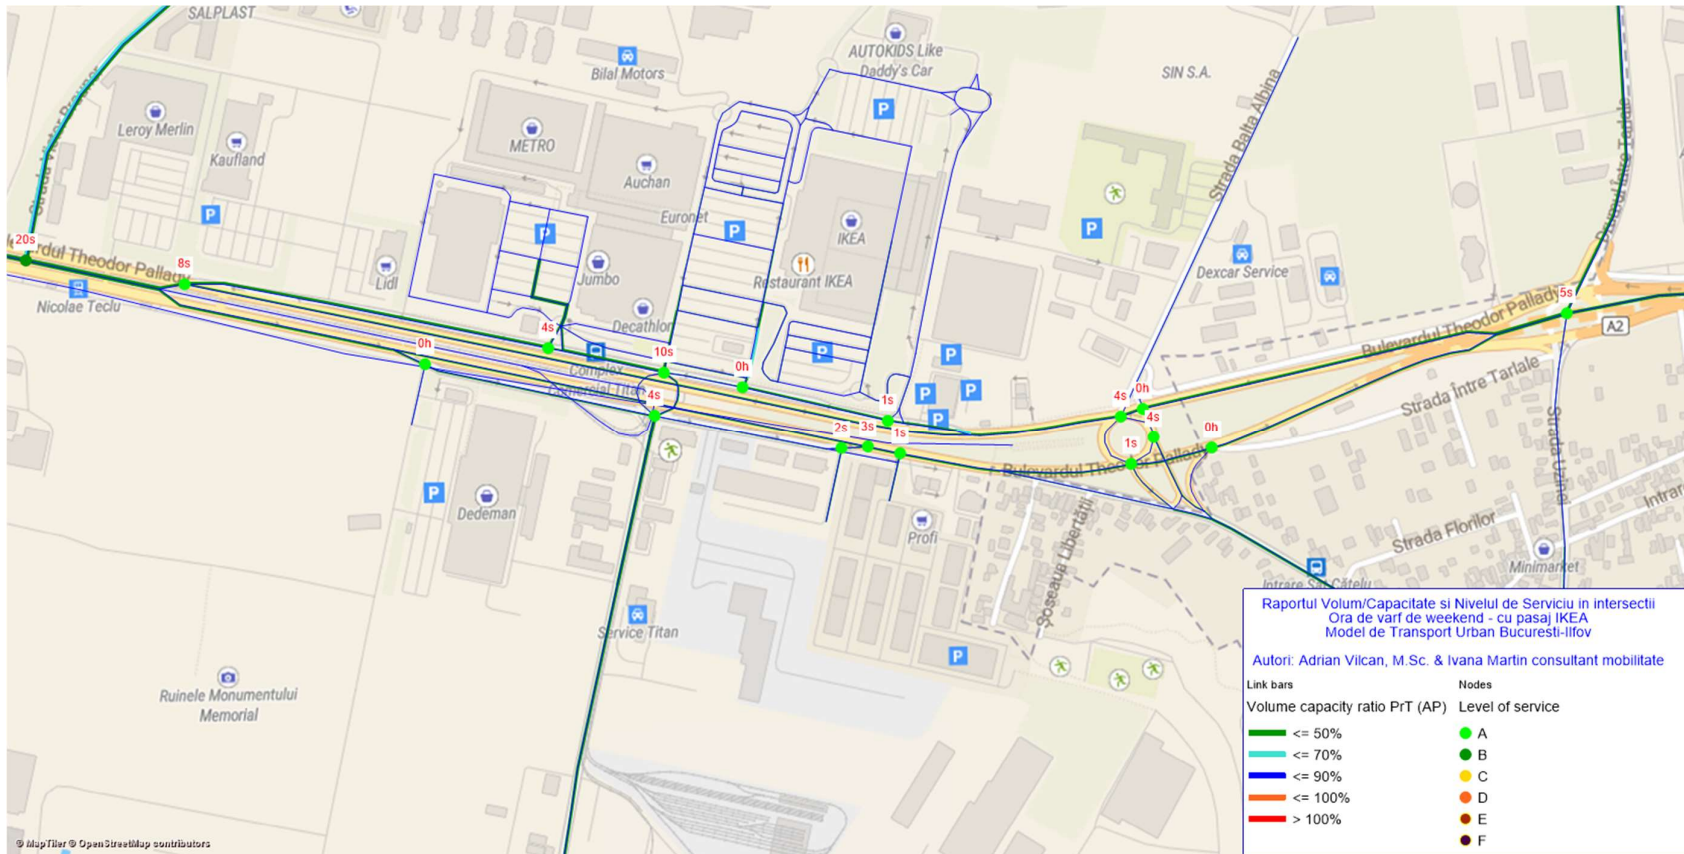 SALPLAST
AUTOKIDS Like
Daddy's Car
Bilal Motors
SIN S.A.
Strada Balta Albina
Leroy Merlin
Kaufland
METRO
Auchan
Euronet
IKEA
Restaurant IKEA
Dexcar Service
20s
8s
Nicolae Teclu
Lidl
Jumbo
Decathlon
4s
0h
10s
0h
Complex
Comercial Titan
4s
1s
2s
3s
1s
4s
0h
4s
1s
0h
5s
A2
Bulevardul Theodor Pallady
Bulevardul Theodor Pallady
Strada Între Tarlale
Strada Uzinei
Strada Florilor
Intrare
Minimarket
Șoseaua Libertății
Dedeman
Profi
Service Titan
Ruinele Monumentului
Memorial
P
P
P
P
P
P
P
P
P
P
P
P
P
Raportul Volum/Capacitate si Nivelul de Serviciu in intersectii
Ora de varf de weekend - cu pasaj IKEA
Model de Transport Urban Bucuresti-Ilfov
Autori: Adrian Vilcan, M.Sc. & Ivana Martin consultant mobilitate
Link bars
Nodes
Volume capacity ratio PrT (AP)
Level of service
<= 50%
A
<= 70%
B
<= 90%
C
<= 100%
D
> 100%
E
F
© MapTiler © OpenStreetMap contributors